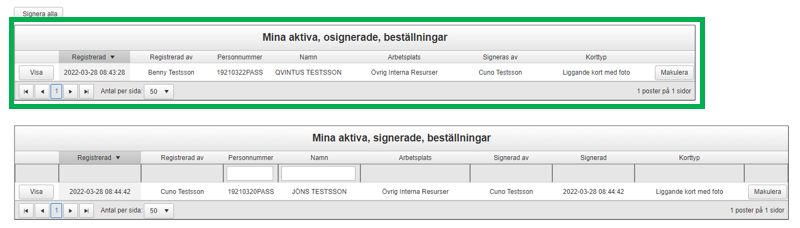 Signera alla
Mina aktiva, osignerade, beställningar
Registrerad ▼ Registrerad av Personnummer Namn Arbetsplats Signeras av Korttyp
Visa 2022-03-28 08:43:28 Benny Testsson 19210322PASS QVINTUS TESTSSON Övrig Interna Resurser Cuno Testsson Liggande kort med foto Makulera
1 Antal per sida: 50 ▼ 1 poster på 1 sidor
Mina aktiva, signerade, beställningar
Registrerad ▼ Registrerad av Personnummer Namn Arbetsplats Signerad av Signerad Korttyp
Visa 2022-03-28 08:44:42 Cuno Testsson 19210320PASS JÖNS TESTSSON Övrig Interna Resurser Cuno Testsson 2022-03-28 08:44:42 Liggande kort med foto Makulera
1 Antal per sida: 50 ▼ 1 poster på 1 sidor